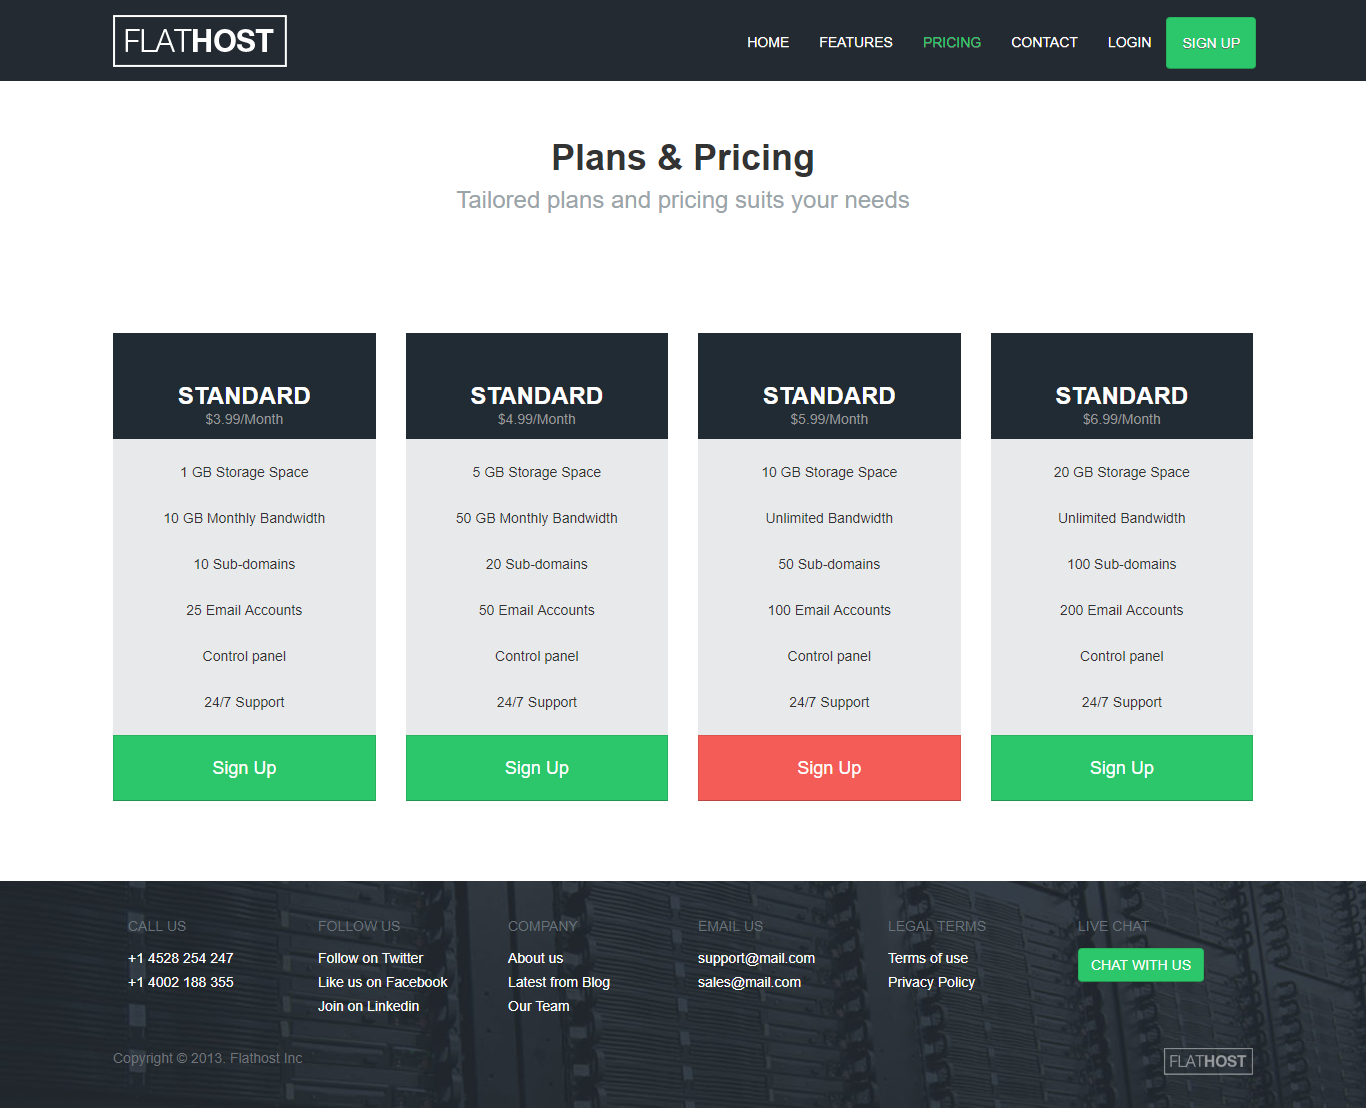 FLATHOST
HOME FEATURES PRICING CONTACT LOGIN SIGN UP
Plans & Pricing
Tailored plans and pricing suits your needs
STANDARD
$3.99/Month
1 GB Storage Space
10 GB Monthly Bandwidth
10 Sub-domains
25 Email Accounts
Control panel
24/7 Support
Sign Up
STANDARD
$4.99/Month
5 GB Storage Space
50 GB Monthly Bandwidth
20 Sub-domains
50 Email Accounts
Control panel
24/7 Support
Sign Up
STANDARD
$5.99/Month
10 GB Storage Space
Unlimited Bandwidth
50 Sub-domains
100 Email Accounts
Control panel
24/7 Support
Sign Up
STANDARD
$6.99/Month
20 GB Storage Space
Unlimited Bandwidth
100 Sub-domains
200 Email Accounts
Control panel
24/7 Support
Sign Up
CALL US
+1 4528 254 247
+1 4002 188 355
FOLLOW US
Follow on Twitter
Like us on Facebook
Join on Linkedin
COMPANY
About us
Latest from Blog
Our Team
EMAIL US
support@mail.com
sales@mail.com
LEGAL TERMS
Terms of use
Privacy Policy
LIVE CHAT
CHAT WITH US
Copyright © 2013. Flathost Inc
FLATHOST